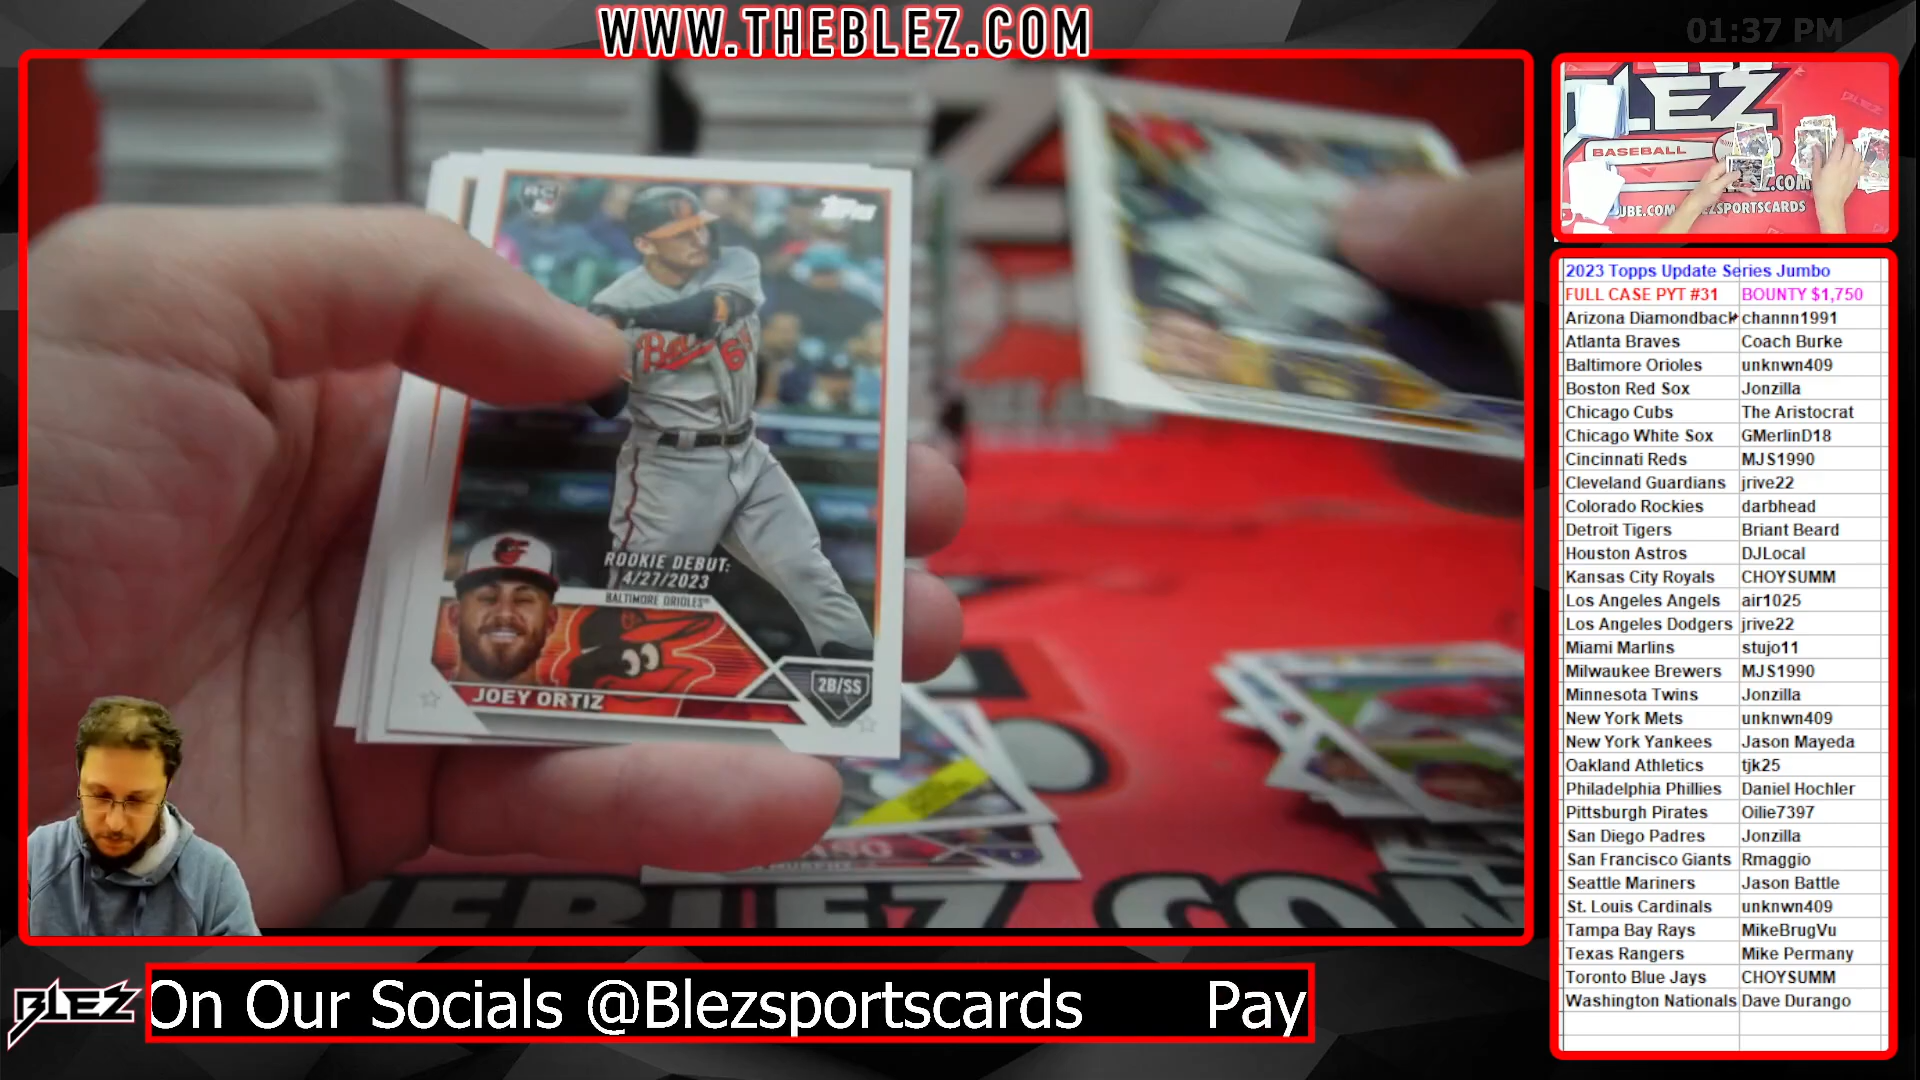 WWW.THEBLEZ.COM
01:37 PM
LEZ
BASEBALL
.COM
UBE.COM
EZSPORTSCARDS
RC
topps
ROOKIE DEBUT:
4/27/2023
BALTIMORE ORIOLES
JOEY ORTIZ
2B/SS
2023 Topps Update Series Jumbo
FULL CASE PYT #31 BOUNTY $1,750
Arizona Diamondback channn1991
Atlanta Braves Coach Burke
Baltimore Orioles unknwn409
Boston Red Sox Jonzilla
Chicago Cubs The Aristocrat
Chicago White Sox GMerlinD18
Cincinnati Reds MJS1990
Cleveland Guardians jrive22
Colorado Rockies darbhead
Detroit Tigers Briant Beard
Houston Astros DJLocal
Kansas City Royals CHOYSUMM
Los Angeles Angels air1025
Los Angeles Dodgers jrive22
Miami Marlins stujo11
Milwaukee Brewers MJS1990
Minnesota Twins Jonzilla
New York Mets unknwn409
New York Yankees Jason Mayeda
Oakland Athletics tjk25
Philadelphia Phillies Daniel Hochler
Pittsburgh Pirates Oilie7397
San Diego Padres Jonzilla
San Francisco Giants Rmaggio
Seattle Mariners Jason Battle
St. Louis Cardinals unknwn409
Tampa Bay Rays MikeBrugVu
Texas Rangers Mike Permany
Toronto Blue Jays CHOYSUMM
Washington Nationals Dave Durango
BLEZ
On Our Socials @Blezsportscards Pay